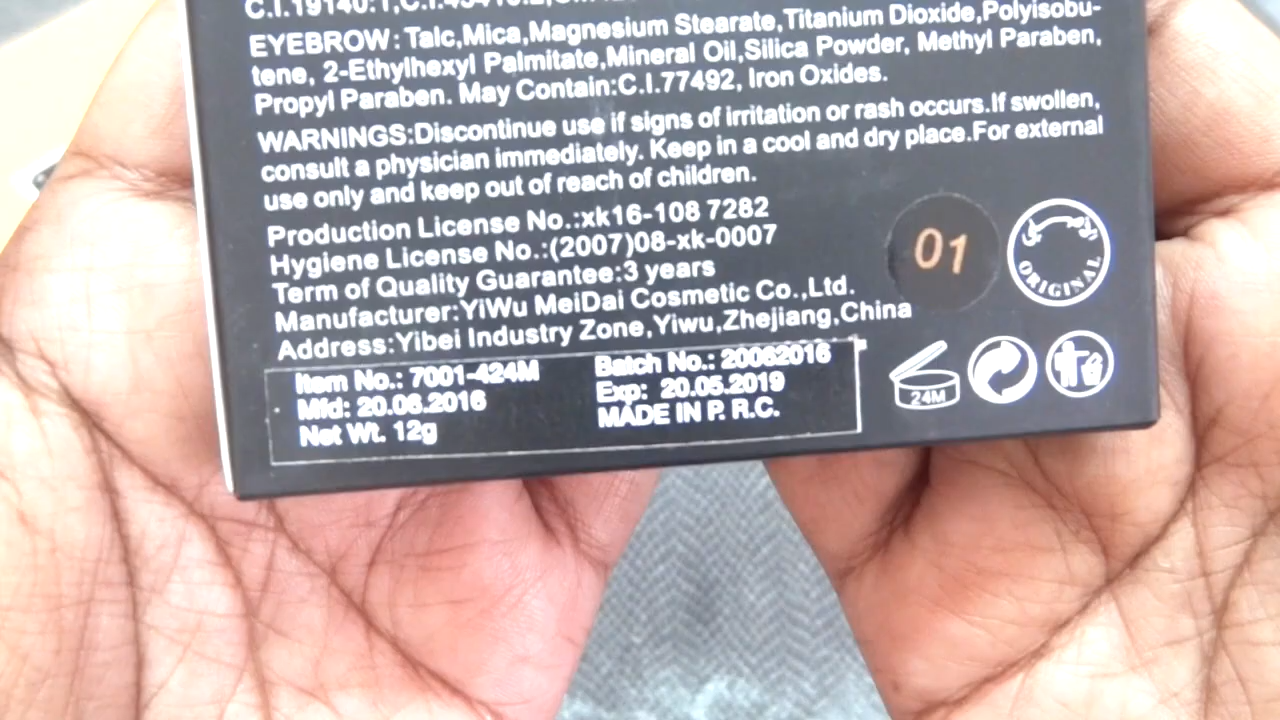 EYEBROW: Talc,Mica,Magnesium Stearate,Titanium Dioxide,Polyisobu-
tene, 2-Ethylhexyl Palmitate,Mineral Oil,Silica Powder, Methyl Paraben,
Propyl Paraben. May Contain:C.I.77492, Iron Oxides.
WARNINGS:Discontinue use if signs of irritation or rash occurs.If swollen,
consult a physician immediately. Keep in a cool and dry place.For external
use only and keep out of reach of children.
Production License No.:xk16-108 7282
Hygiene License No.:(2007)08-xk-0007
Term of Quality Guarantee:3 years
Manufacturer:YiWu MeiDai Cosmetic Co.,Ltd.
Address:Yibei Industry Zone,Yiwu,Zhejiang,China
01
ORIGINAL
Item No.: 7001-424M
Mfd: 20.06.2016
Net Wt. 12g
Batch No.: 20062016
Exp: 20.05.2019
MADE IN P. R.C.
24M